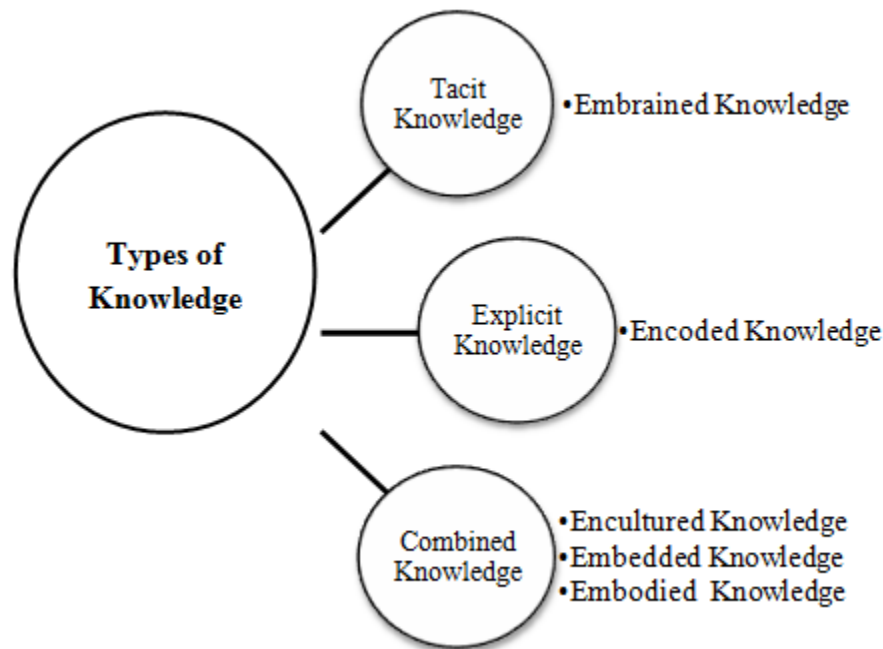 Types of
Knowledge
Tacit
Knowledge
•Embrained Knowledge
Explicit
Knowledge
•Encoded Knowledge
Combined
Knowledge
•Encultured Knowledge
•Embedded Knowledge
•Embodied Knowledge